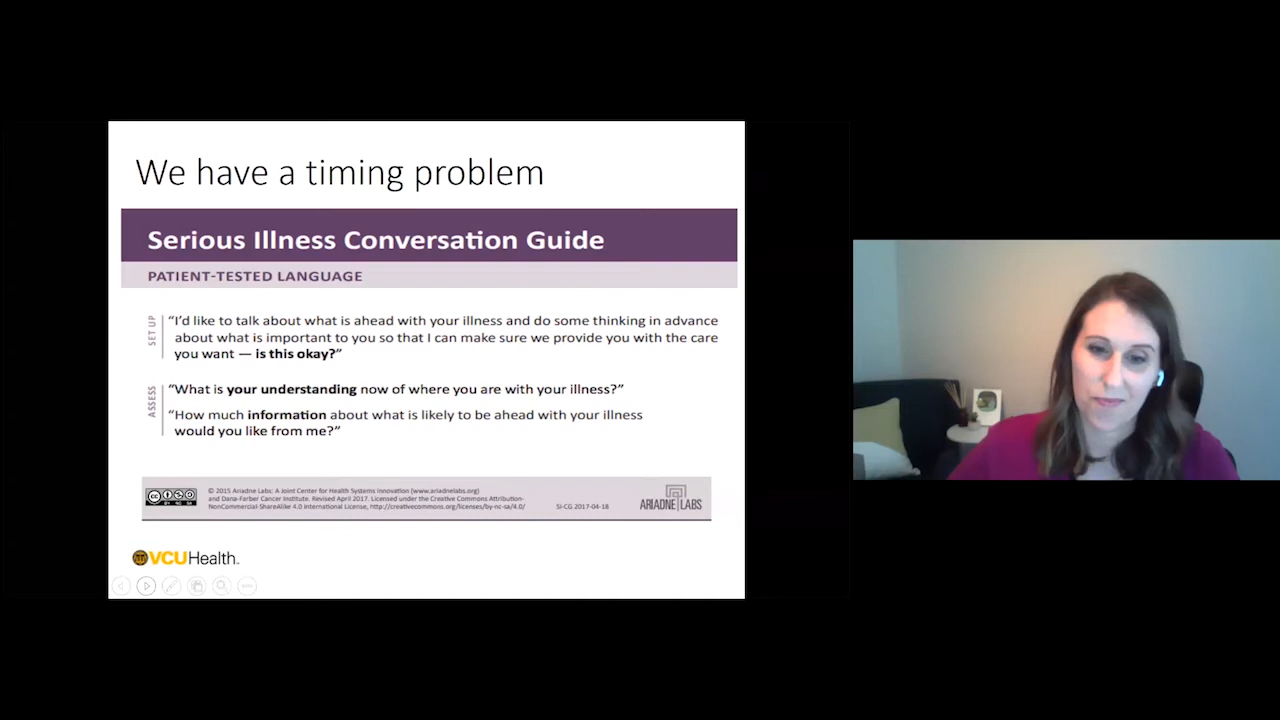 We have a timing problem
Serious Illness Conversation Guide
PATIENT-TESTED LANGUAGE
SET UP
“I’d like to talk about what is ahead with your illness and do some thinking in advance
about what is important to you so that I can make sure we provide you with the care
you want — is this okay?”
ASSESS
“What is your understanding now of where you are with your illness?”
“How much information about what is likely to be ahead with your illness
would you like from me?”
© 2015 Ariadne Labs: A Joint Center for Health Systems Innovation (www.ariadnelabs.org)
and Dana-Farber Cancer Institute. Revised April 2017. Licensed under the Creative Commons Attribution-
NonCommercial-ShareAlike 4.0 International License, http://creativecommons.org/licenses/by-nc-sa/4.0/
SI-CG 2017-04-18
ARIADNE LABS
cc
BY NC SA
VCUHealth.